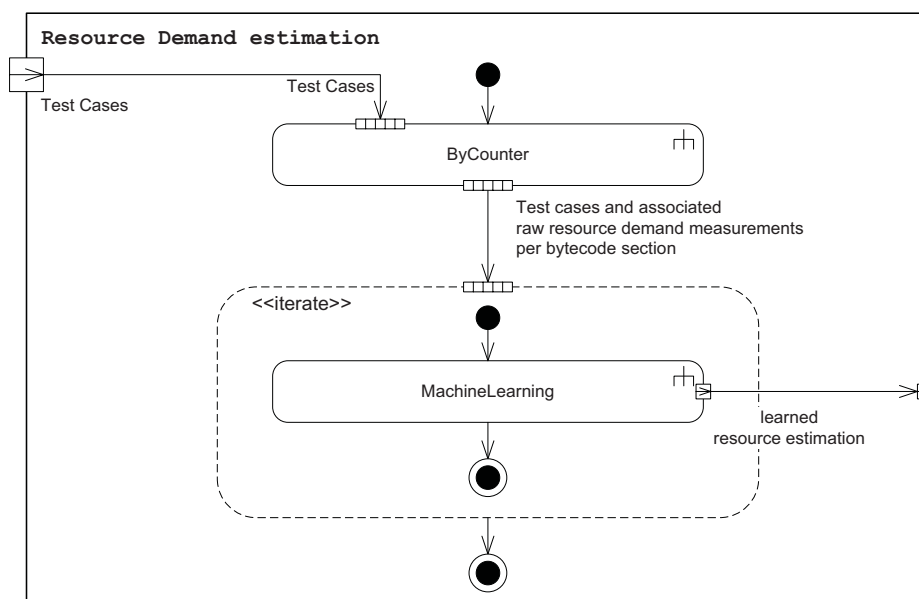 Resource Demand estimation
Test Cases
Test Cases
ByCounter
Test cases and associated
raw resource demand measurements
per bytecode section
<<iterate>>
MachineLearning
learned
resource estimation